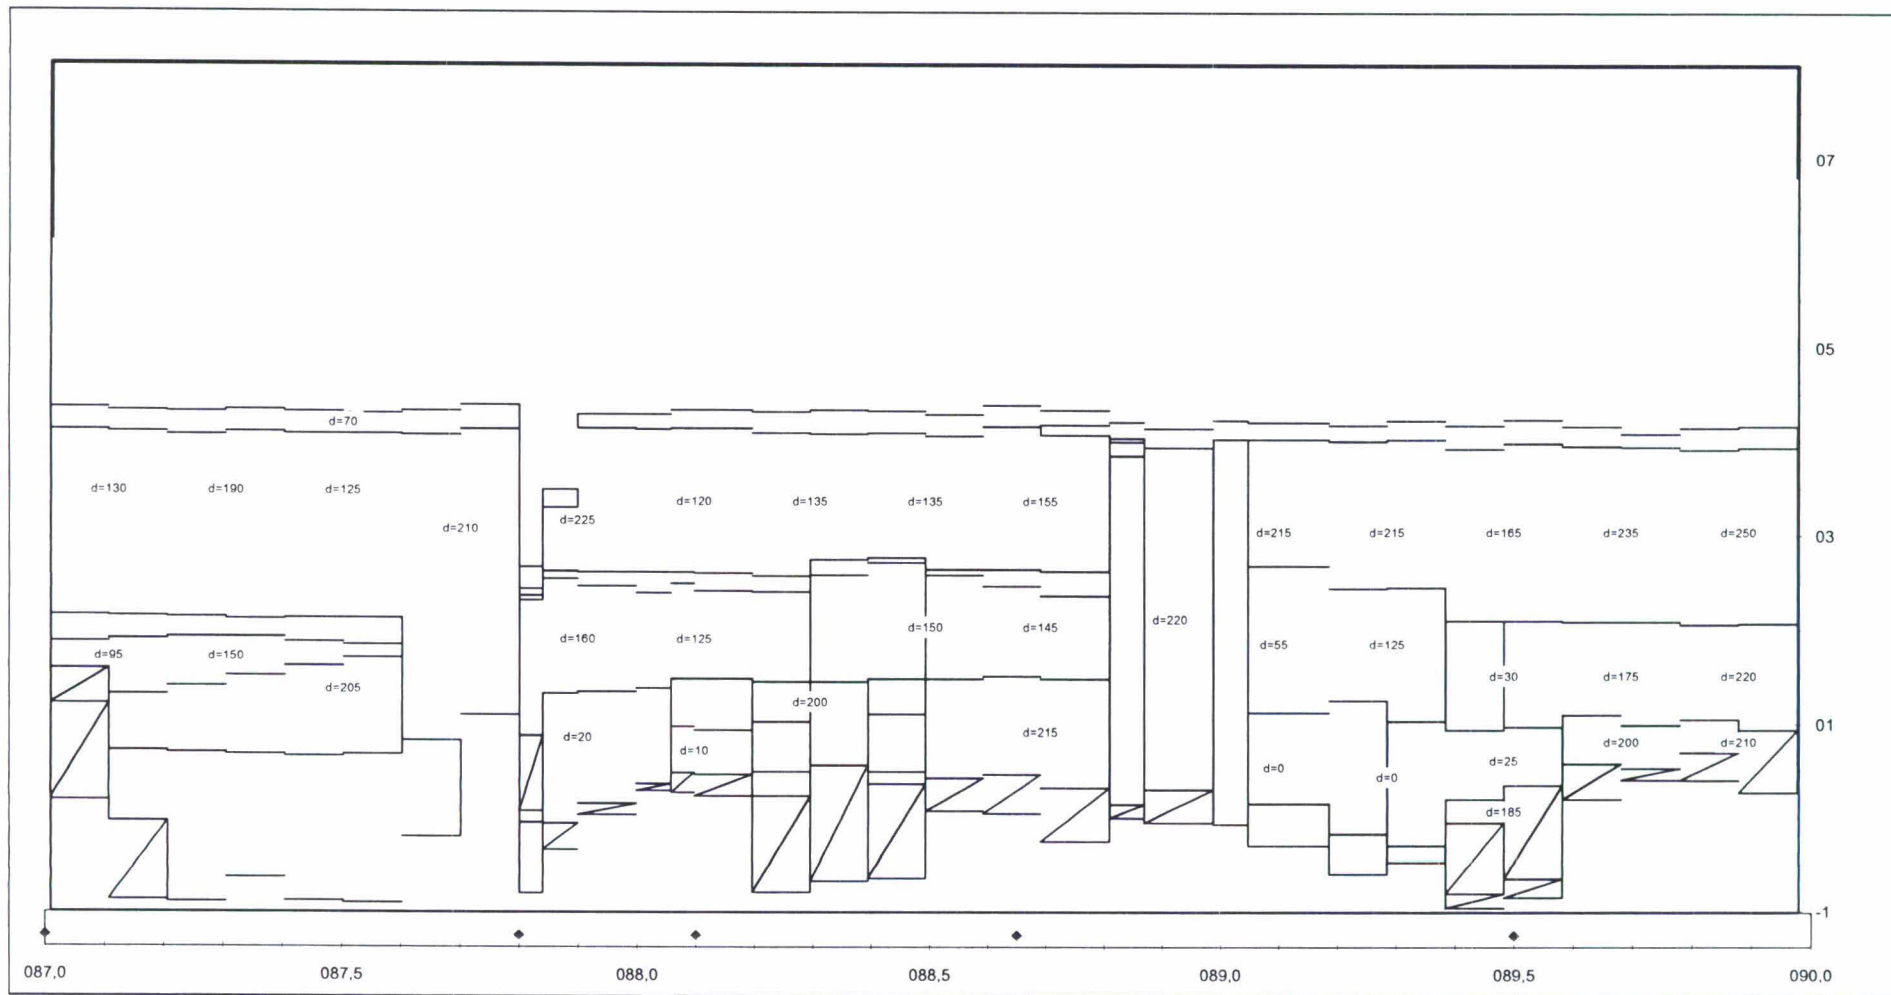 07
05
d=70
d=130 d=190 d=125 d=120 d=135 d=135 d=155
d=210 d=225 d=215 d=215 d=165 d=235 d=250 03
d=160 d=125 d=150 d=145 d=220
d=95 d=150 d=55 d=125
d=205 d=200 d=30 d=175 d=220
01
d=20 d=10 d=215 d=200 d=210
d=0 d=0 d=25
d=185
-1
087,0 087,5 088,0 088,5 089,0 089,5 090,0